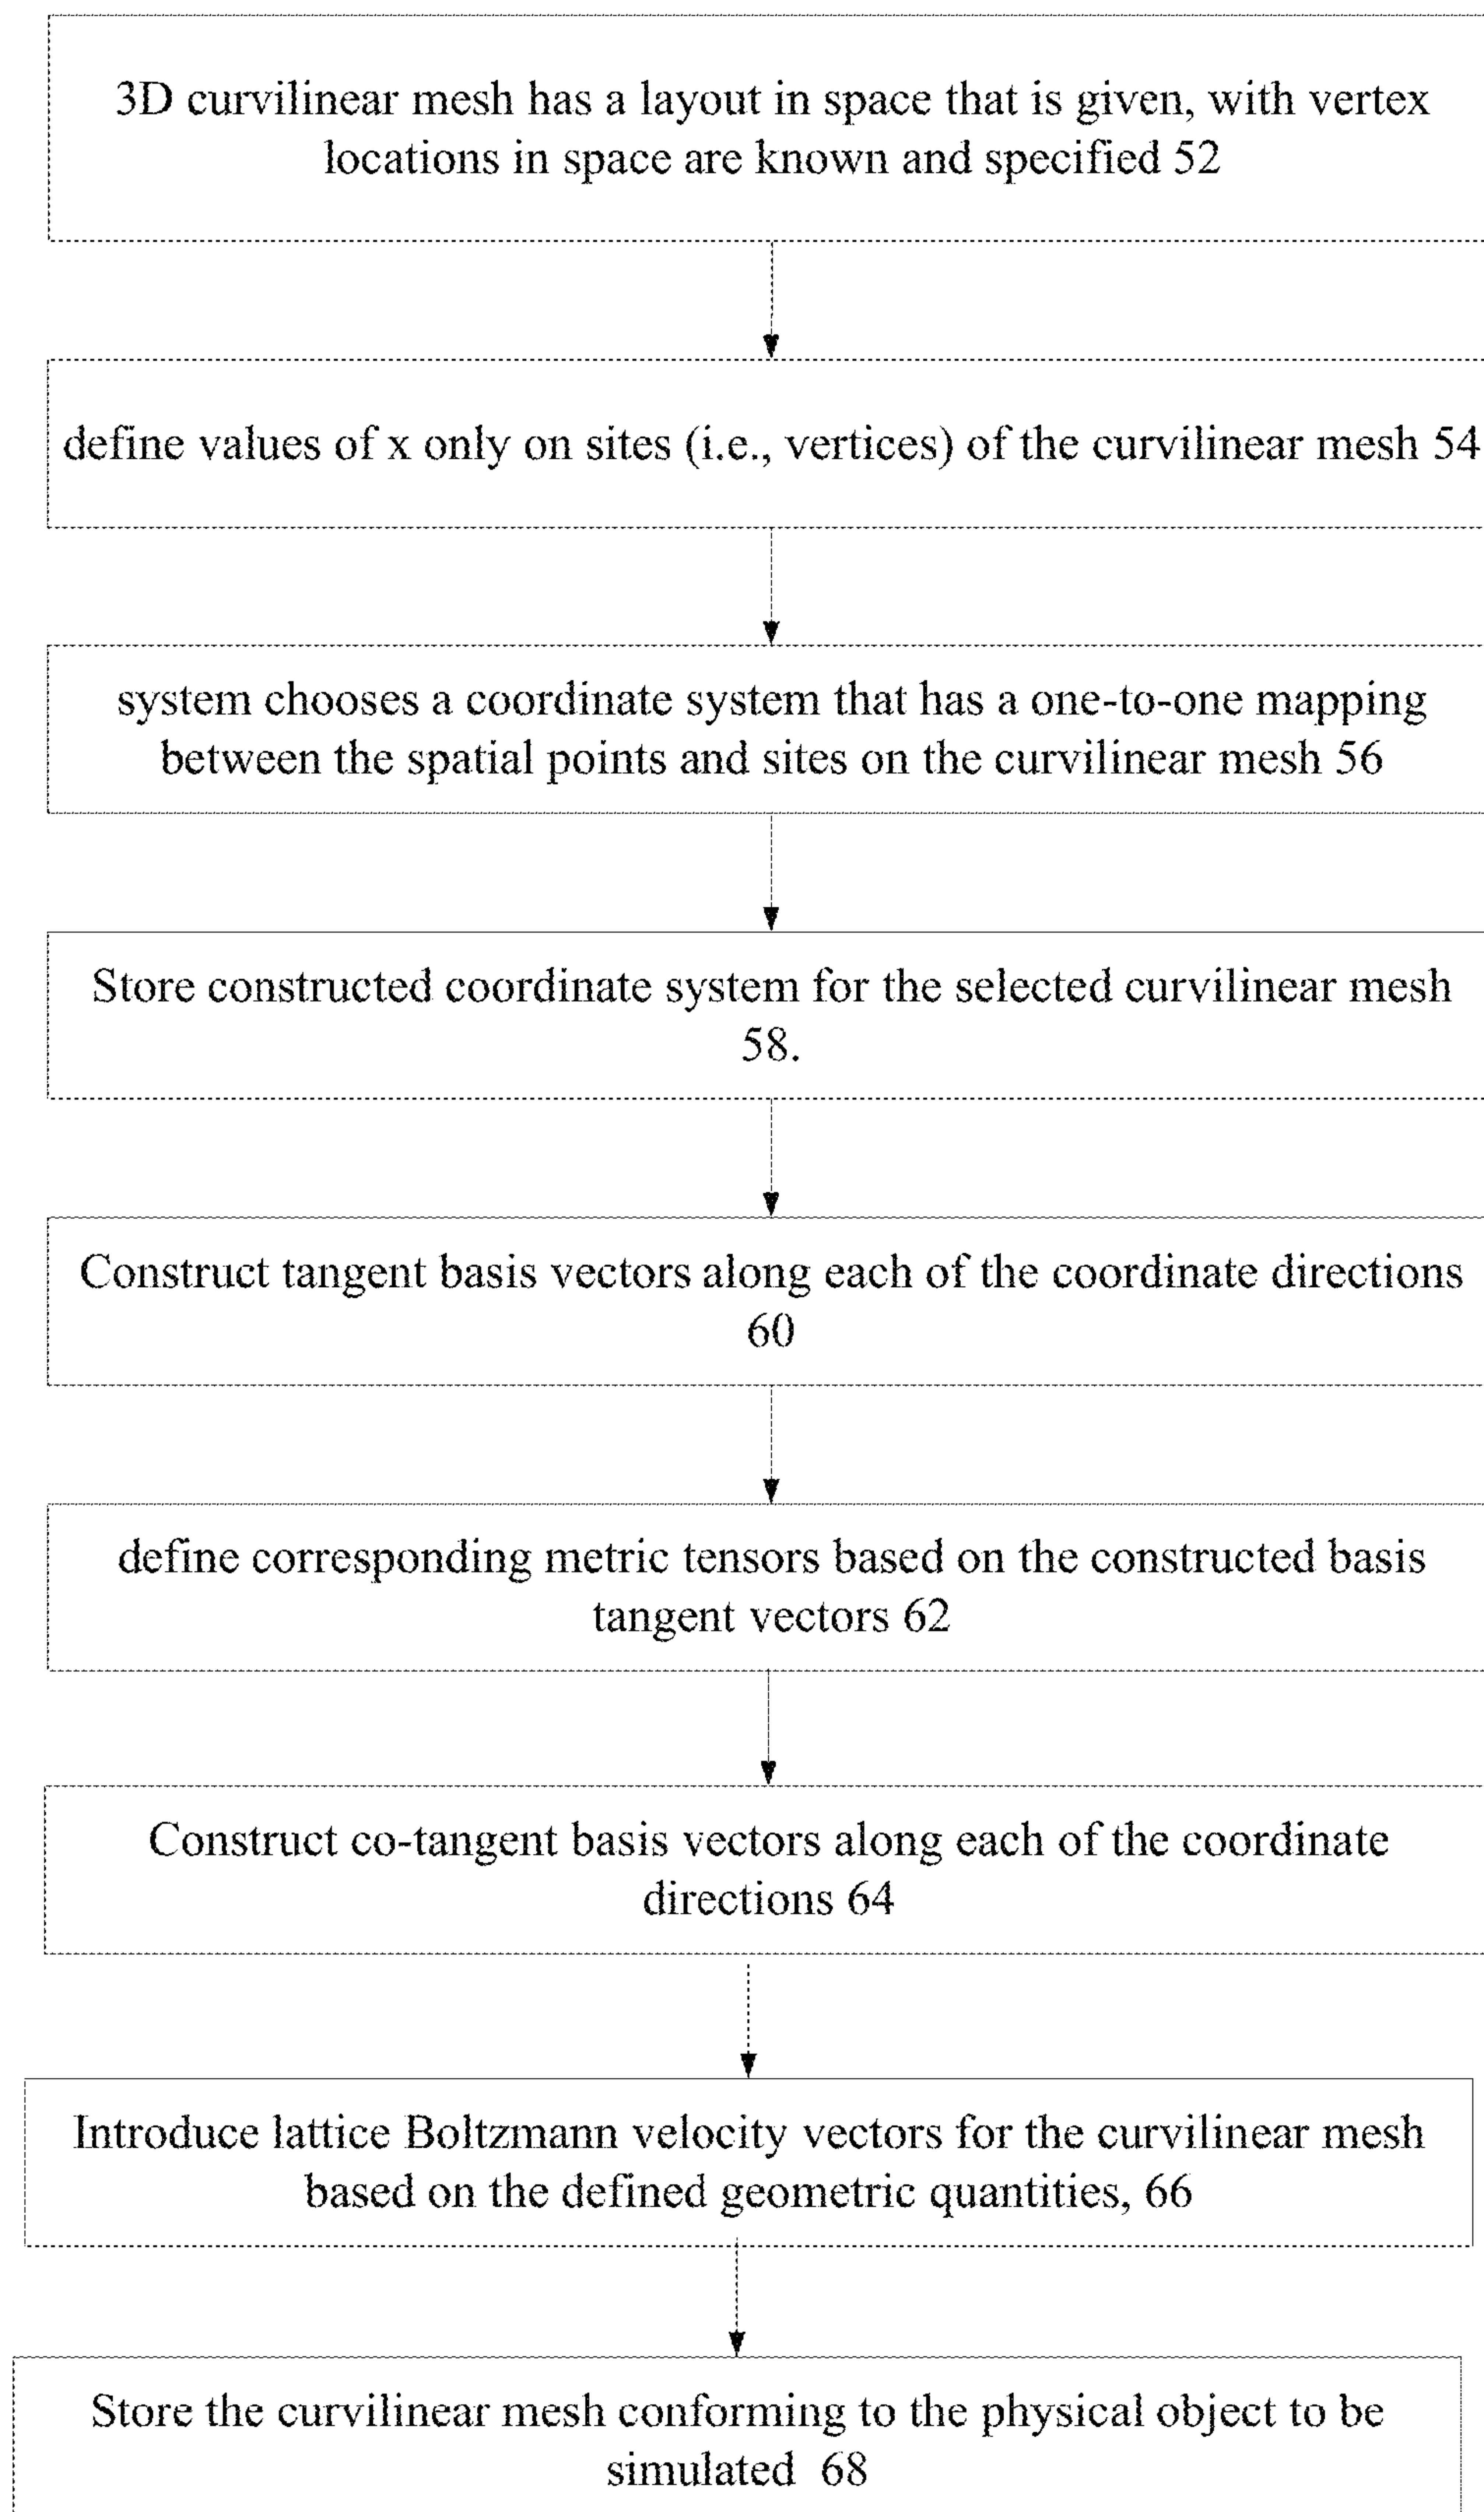 3D curvilinear mesh has a layout in space that is given, with vertex
locations in space are known and specified 52
define values of x only on sites (i.e., vertices) of the curvilinear mesh 54
system chooses a coordinate system that has a one-to-one mapping
between the spatial points and sites on the curvilinear mesh 56
Store constructed coordinate system for the selected curvilinear mesh
58.
Construct tangent basis vectors along each of the coordinate directions
60
define corresponding metric tensors based on the constructed basis
tangent vectors 62
Construct co-tangent basis vectors along each of the coordinate
directions 64
Introduce lattice Boltzmann velocity vectors for the curvilinear mesh
based on the defined geometric quantities, 66
Store the curvilinear mesh conforming to the physical object to be
simulated 68